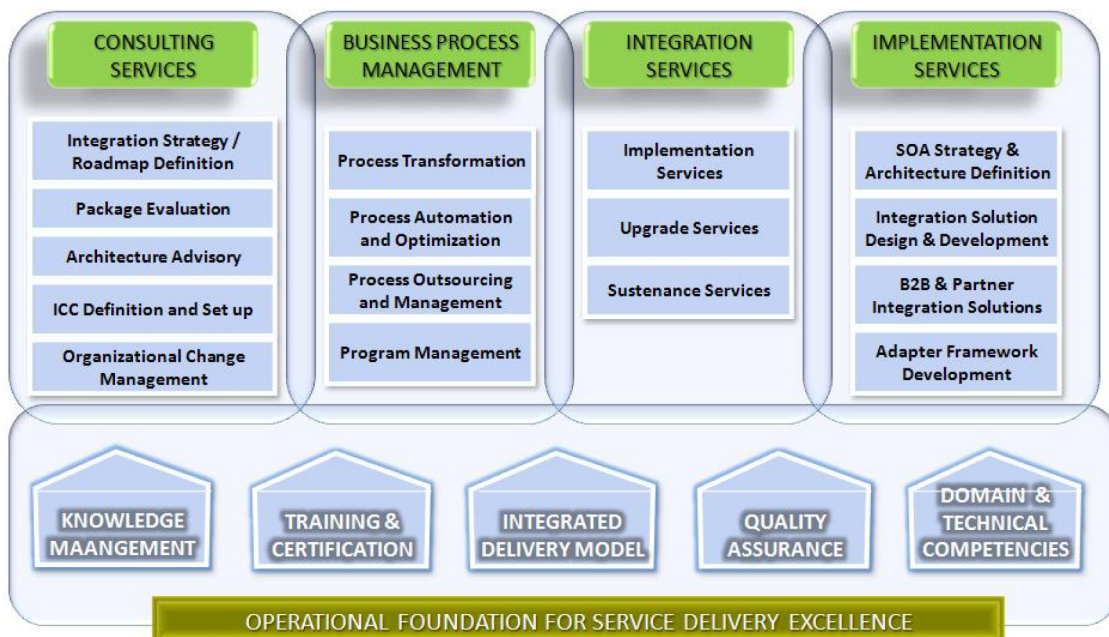 CONSULTING
SERVICES
Integration Strategy /
Roadmap Definition
Package Evaluation
Architecture Advisory
ICC Definition and Set up
Organizational Change
Management
BUSINESS PROCESS
MANAGEMENT
Process Transformation
Process Automation
and Optimization
Process Outsourcing
and Management
Program Management
INTEGRATION
SERVICES
Implementation
Services
Upgrade Services
Sustenance Services
IMPLEMENTATION
SERVICES
SOA Strategy &
Architecture Definition
Integration Solution
Design & Development
B2B & Partner
Integration Solutions
Adapter Framework
Development
KNOWLEDGE
MAANGEMENT
TRAINING &
CERTIFICATION
INTEGRATED
DELIVERY MODEL
QUALITY
ASSURANCE
DOMAIN &
TECHNICAL
COMPETENCIES
OPERATIONAL FOUNDATION FOR SERVICE DELIVERY EXCELLENCE